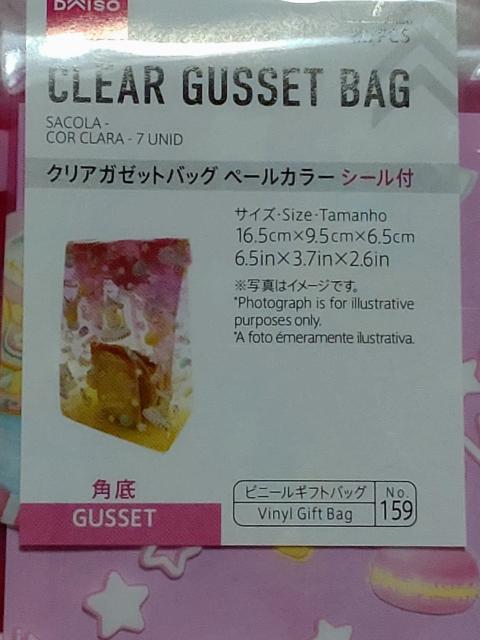 DAISO
7PCS
CLEAR GUSSET BAG
SACOLA -
COR CLARA - 7 UNID
クリアガゼットバッグ ペールカラー シール付
サイズ·Size·Tamanho
16.5cm×9.5cm×6.5cm
6.5in×3.7in×2.6in
※写真はイメージです。
*Photograph is for illustrative
purposes only.
*A foto émeramente ilustrativa.
角底
GUSSET
ビニールギフトバッグ
Vinyl Gift Bag
No.
159